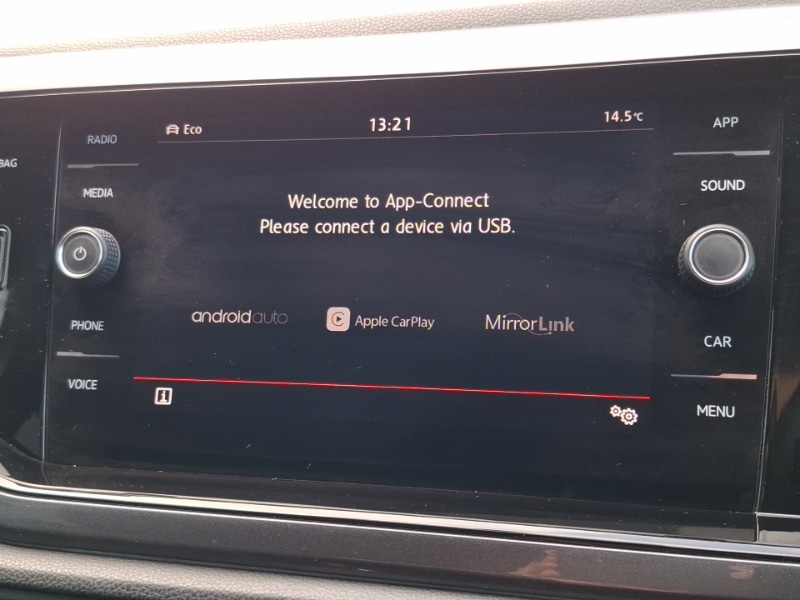 BAG
RADIO
MEDIA
PHONE
VOICE
Eco
13:21
14.5°C
Welcome to App-Connect
Please connect a device via USB.
androidauto
Apple CarPlay
MirrorLink
i
APP
SOUND
CAR
MENU